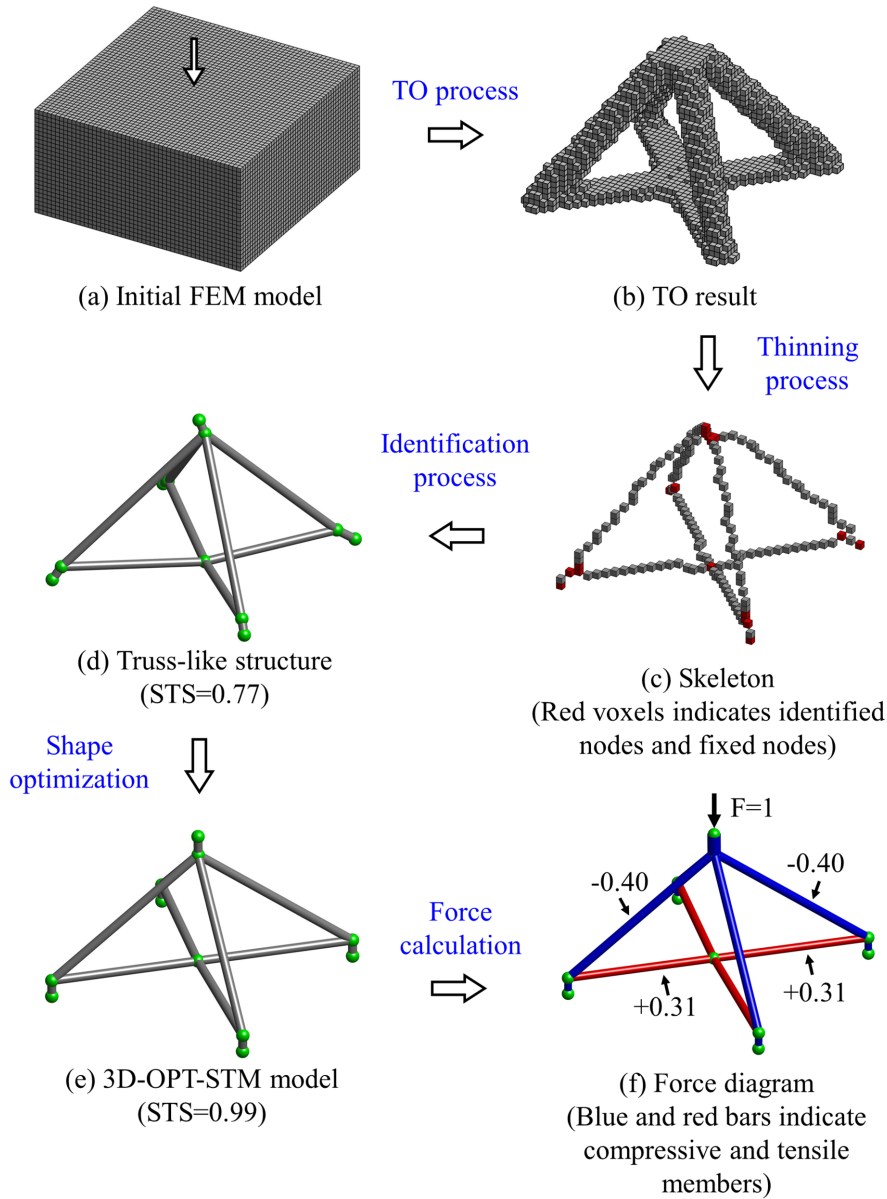 TO process
(a) Initial FEM model
(b) TO result
Thinning
process
Identification
process
(d) Truss-like structure
(STS=0.77)
(c) Skeleton
(Red voxels indicates identified
nodes and fixed nodes)
Shape
optimization
F=1
-0.40
-0.40
Force
calculation
+0.31
+0.31
(e) 3D-OPT-STM model
(STS=0.99)
(f) Force diagram
(Blue and red bars indicate
compressive and tensile
members)